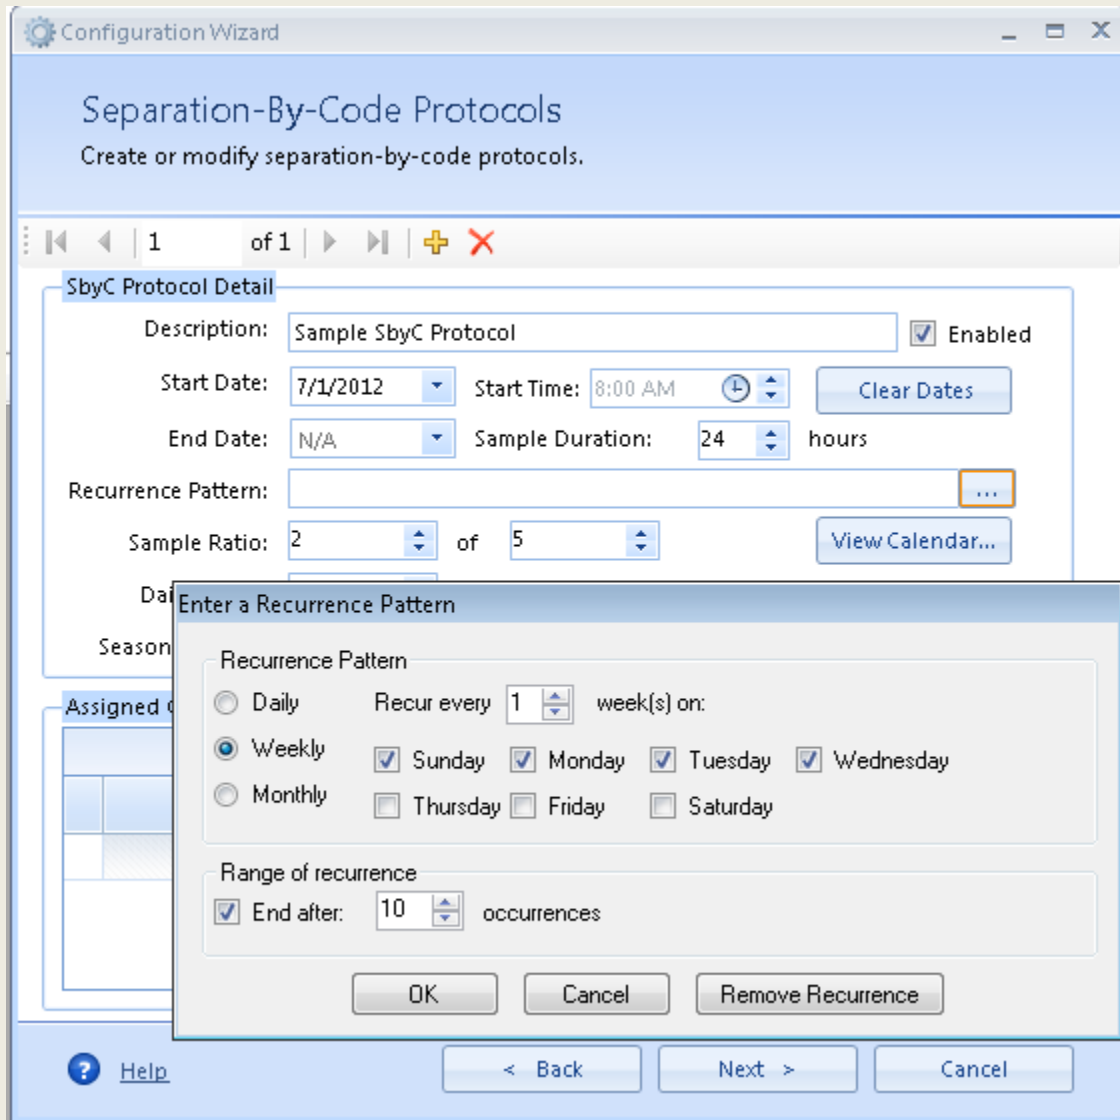 Configuration Wizard
Separation-By-Code Protocols
Create or modify separation-by-code protocols.
1 of 1
SbyC Protocol Detail
Description: Sample SbyC Protocol Enabled
Start Date: 7/1/2012 Start Time: 8:00 AM Clear Dates
End Date: N/A Sample Duration: 24 hours
Recurrence Pattern: ...
Sample Ratio: 2 of 5 View Calendar...
Dai
Season
Assigned
Enter a Recurrence Pattern
Recurrence Pattern
Daily Recur every 1 week(s) on:
Weekly Sunday Monday Tuesday Wednesday
Monthly Thursday Friday Saturday
Range of recurrence
End after: 10 occurrences
OK Cancel Remove Recurrence
? Help < Back Next > Cancel